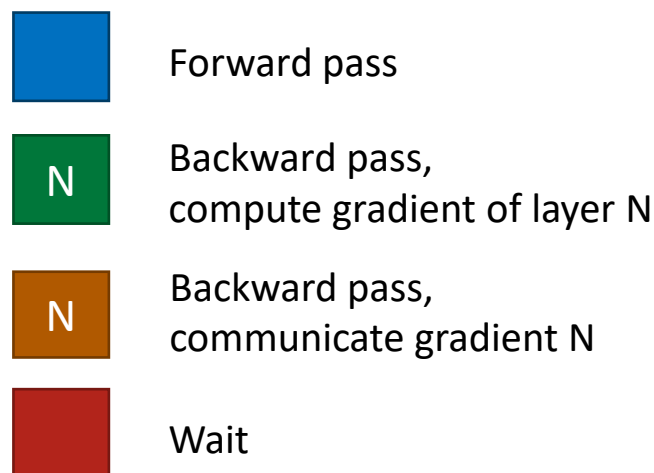 Forward pass
N
Backward pass,
compute gradient of layer N
N
Backward pass,
communicate gradient N
Wait